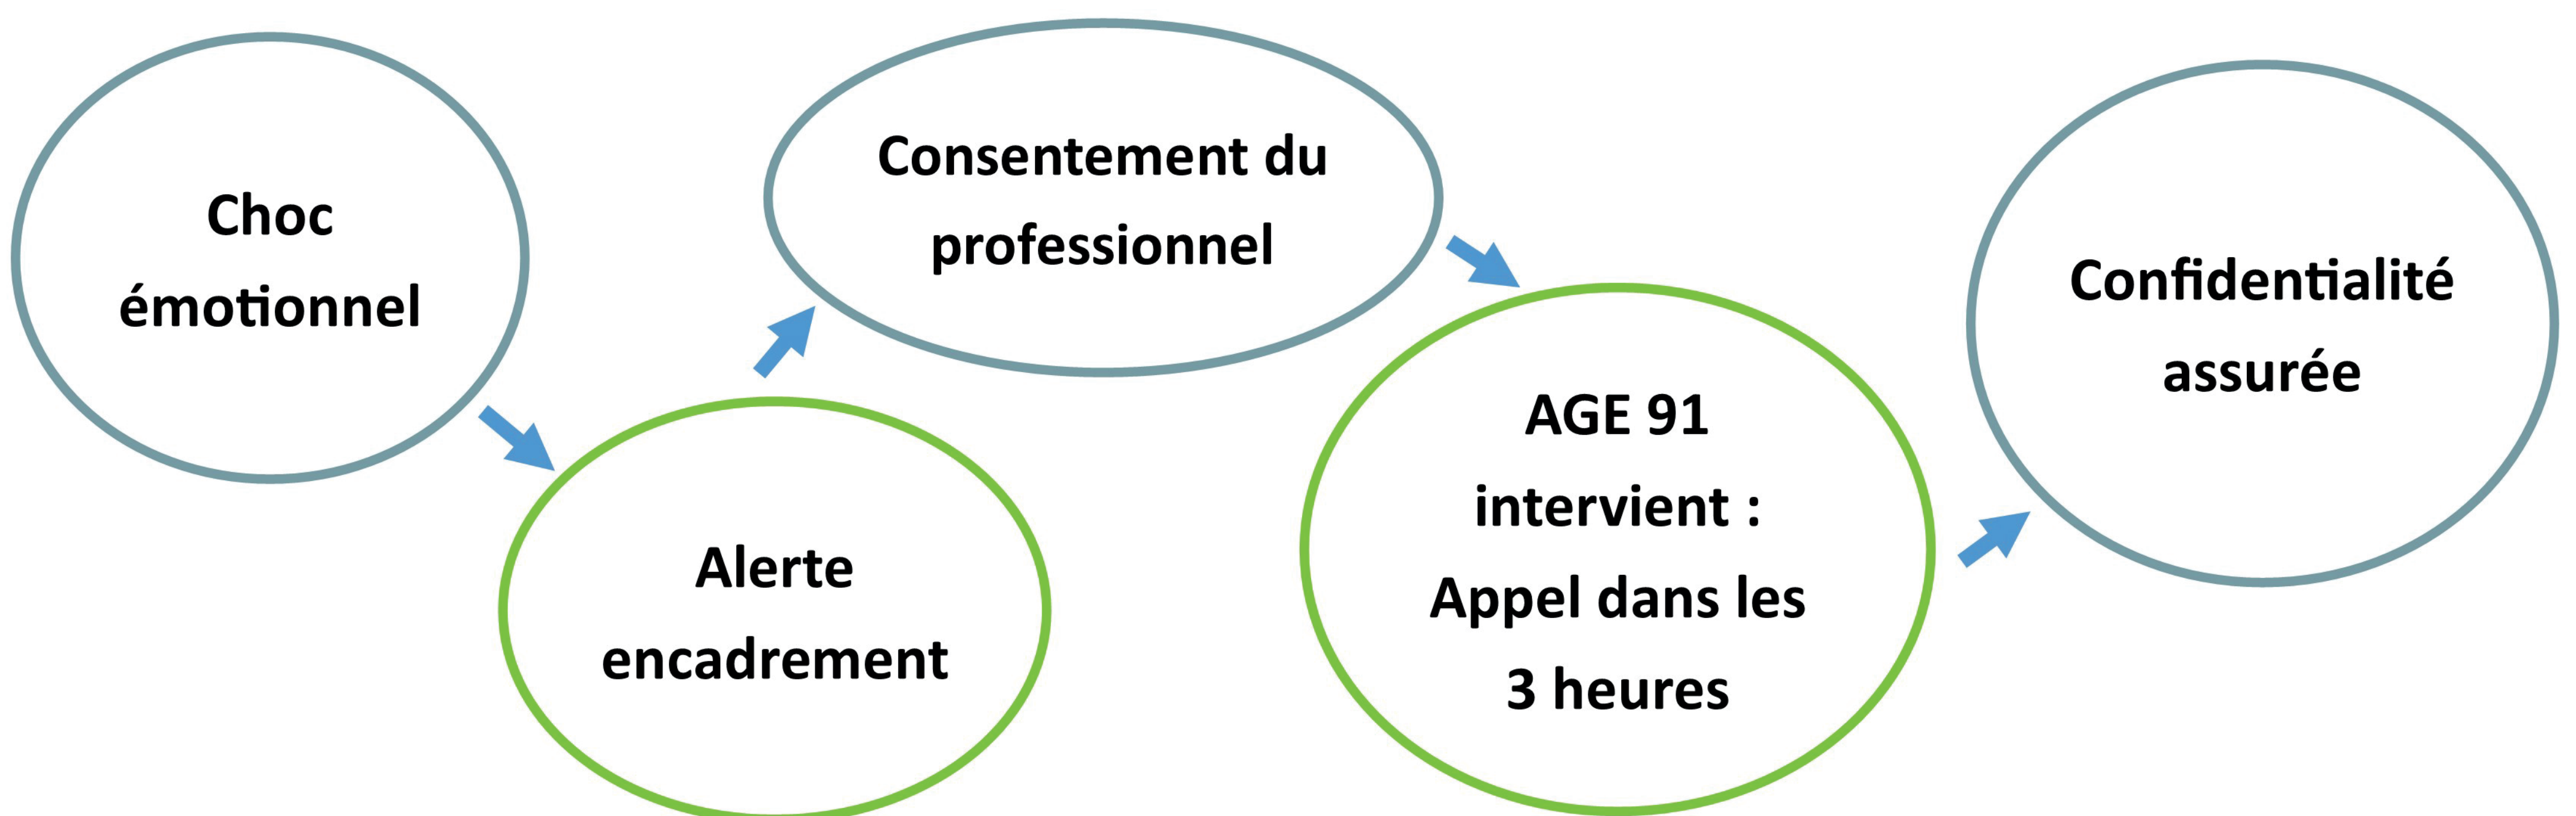 Choc
émotionnel
Alerte
encadrement
Consentement du
professionnel
AGE 91
intervient :
Appel dans les
3 heures
Confidentialité
assurée